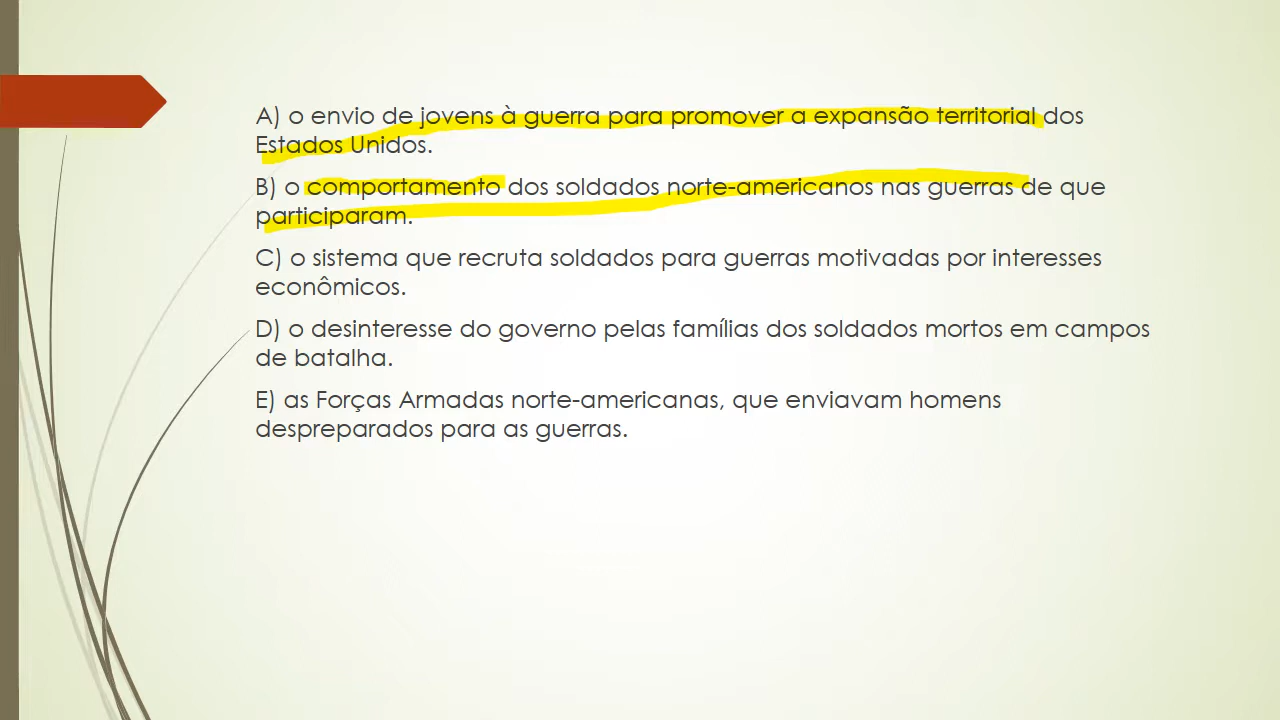 A) o envio de jovens à guerra para promover a expansão territorial dos
Estados Unidos.
B) o comportamento dos soldados norte-americanos nas guerras de que
participaram.
C) o sistema que recruta soldados para guerras motivadas por interesses
econômicos.
D) o desinteresse do governo pelas famílias dos soldados mortos em campos
de batalha.
E) as Forças Armadas norte-americanas, que enviavam homens
despreparados para as guerras.